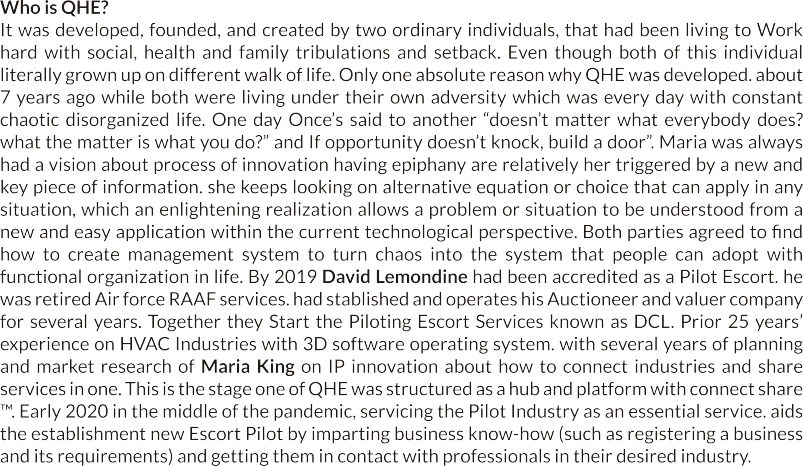 Who is QHE?
It was developed, founded, and created by two ordinary individuals, that had been living to Work
hard with social, health and family tribulations and setback. Even though both of this individual
literally grown up on different walk of life. Only one absolute reason why QHE was developed. about
7 years ago while both were living under their own adversity which was every day with constant
chaotic disorganized life. One day Once’s said to another “doesn’t matter what everybody does?
what the matter is what you do?” and If opportunity doesn’t knock, build a door”. Maria was always
had a vision about process of innovation having epiphany are relatively her triggered by a new and
key piece of information. she keeps looking on alternative equation or choice that can apply in any
situation, which an enlightening realization allows a problem or situation to be understood from a
new and easy application within the current technological perspective. Both parties agreed to find
how to create management system to turn chaos into the system that people can adopt with
functional organization in life. By 2019 David Lemondine had been accredited as a Pilot Escort. he
was retired Air force RAAF services. had stablished and operates his Auctioneer and valuer company
for several years. Together they Start the Piloting Escort Services known as DCL. Prior 25 years’
experience on HVAC Industries with 3D software operating system. with several years of planning
and market research of Maria King on IP innovation about how to connect industries and share
services in one. This is the stage one of QHE was structured as a hub and platform with connect share
™. Early 2020 in the middle of the pandemic, servicing the Pilot Industry as an essential service. aids
the establishment new Escort Pilot by imparting business know-how (such as registering a business
and its requirements) and getting them in contact with professionals in their desired industry.